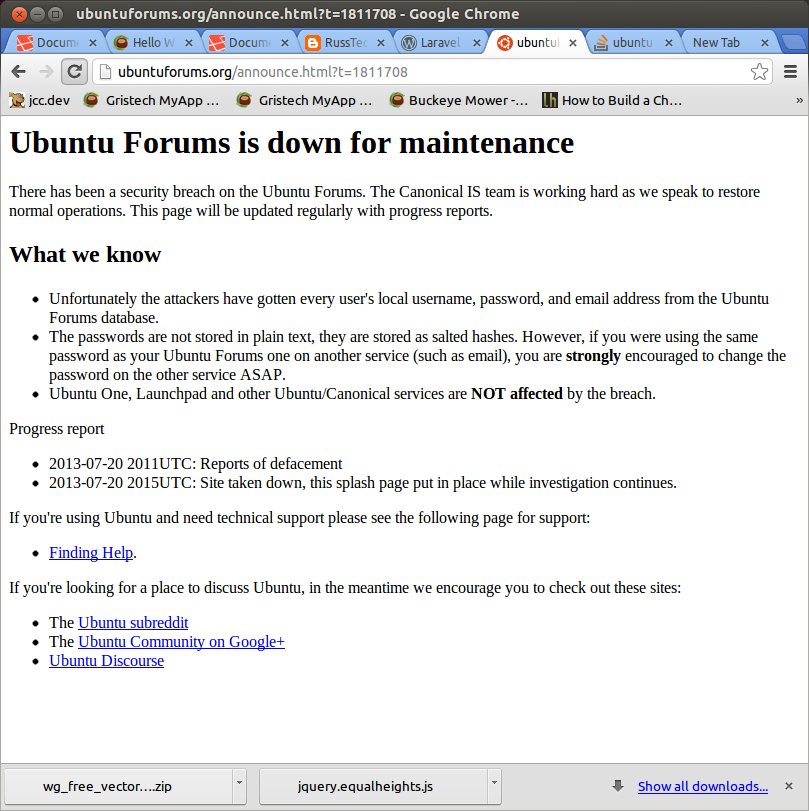 ubuntuforums.org/announce.html?t=1811708 - Google Chrome
Docume
Hello W
Docum
RussTec
Laravel
ubuntu
ubuntu
New Tab
ubuntuforums.org/announce.html?t=1811708
jcc.dev
Gristech MyApp ...
Gristech MyApp ...
Buckeye Mower -...
lh
How to Build a Ch...
»
Ubuntu Forums is down for maintenance
There has been a security breach on the Ubuntu Forums. The Canonical IS team is working hard as we speak to restore
normal operations. This page will be updated regularly with progress reports.
What we know
• Unfortunately the attackers have gotten every user's local username, password, and email address from the Ubuntu
Forums database.
• The passwords are not stored in plain text, they are stored as salted hashes. However, if you were using the same
password as your Ubuntu Forums one on another service (such as email), you are strongly encouraged to change the
password on the other service ASAP.
• Ubuntu One, Launchpad and other Ubuntu/Canonical services are NOT affected by the breach.
Progress report
• 2013-07-20 2011UTC: Reports of defacement
• 2013-07-20 2015UTC: Site taken down, this splash page put in place while investigation continues.
If you're using Ubuntu and need technical support please see the following page for support:
• Finding Help.
If you're looking for a place to discuss Ubuntu, in the meantime we encourage you to check out these sites:
• The Ubuntu subreddit
• The Ubuntu Community on Google+
• Ubuntu Discourse
wg_free_vector....zip
jquery.equalheights.js
Show all downloads...